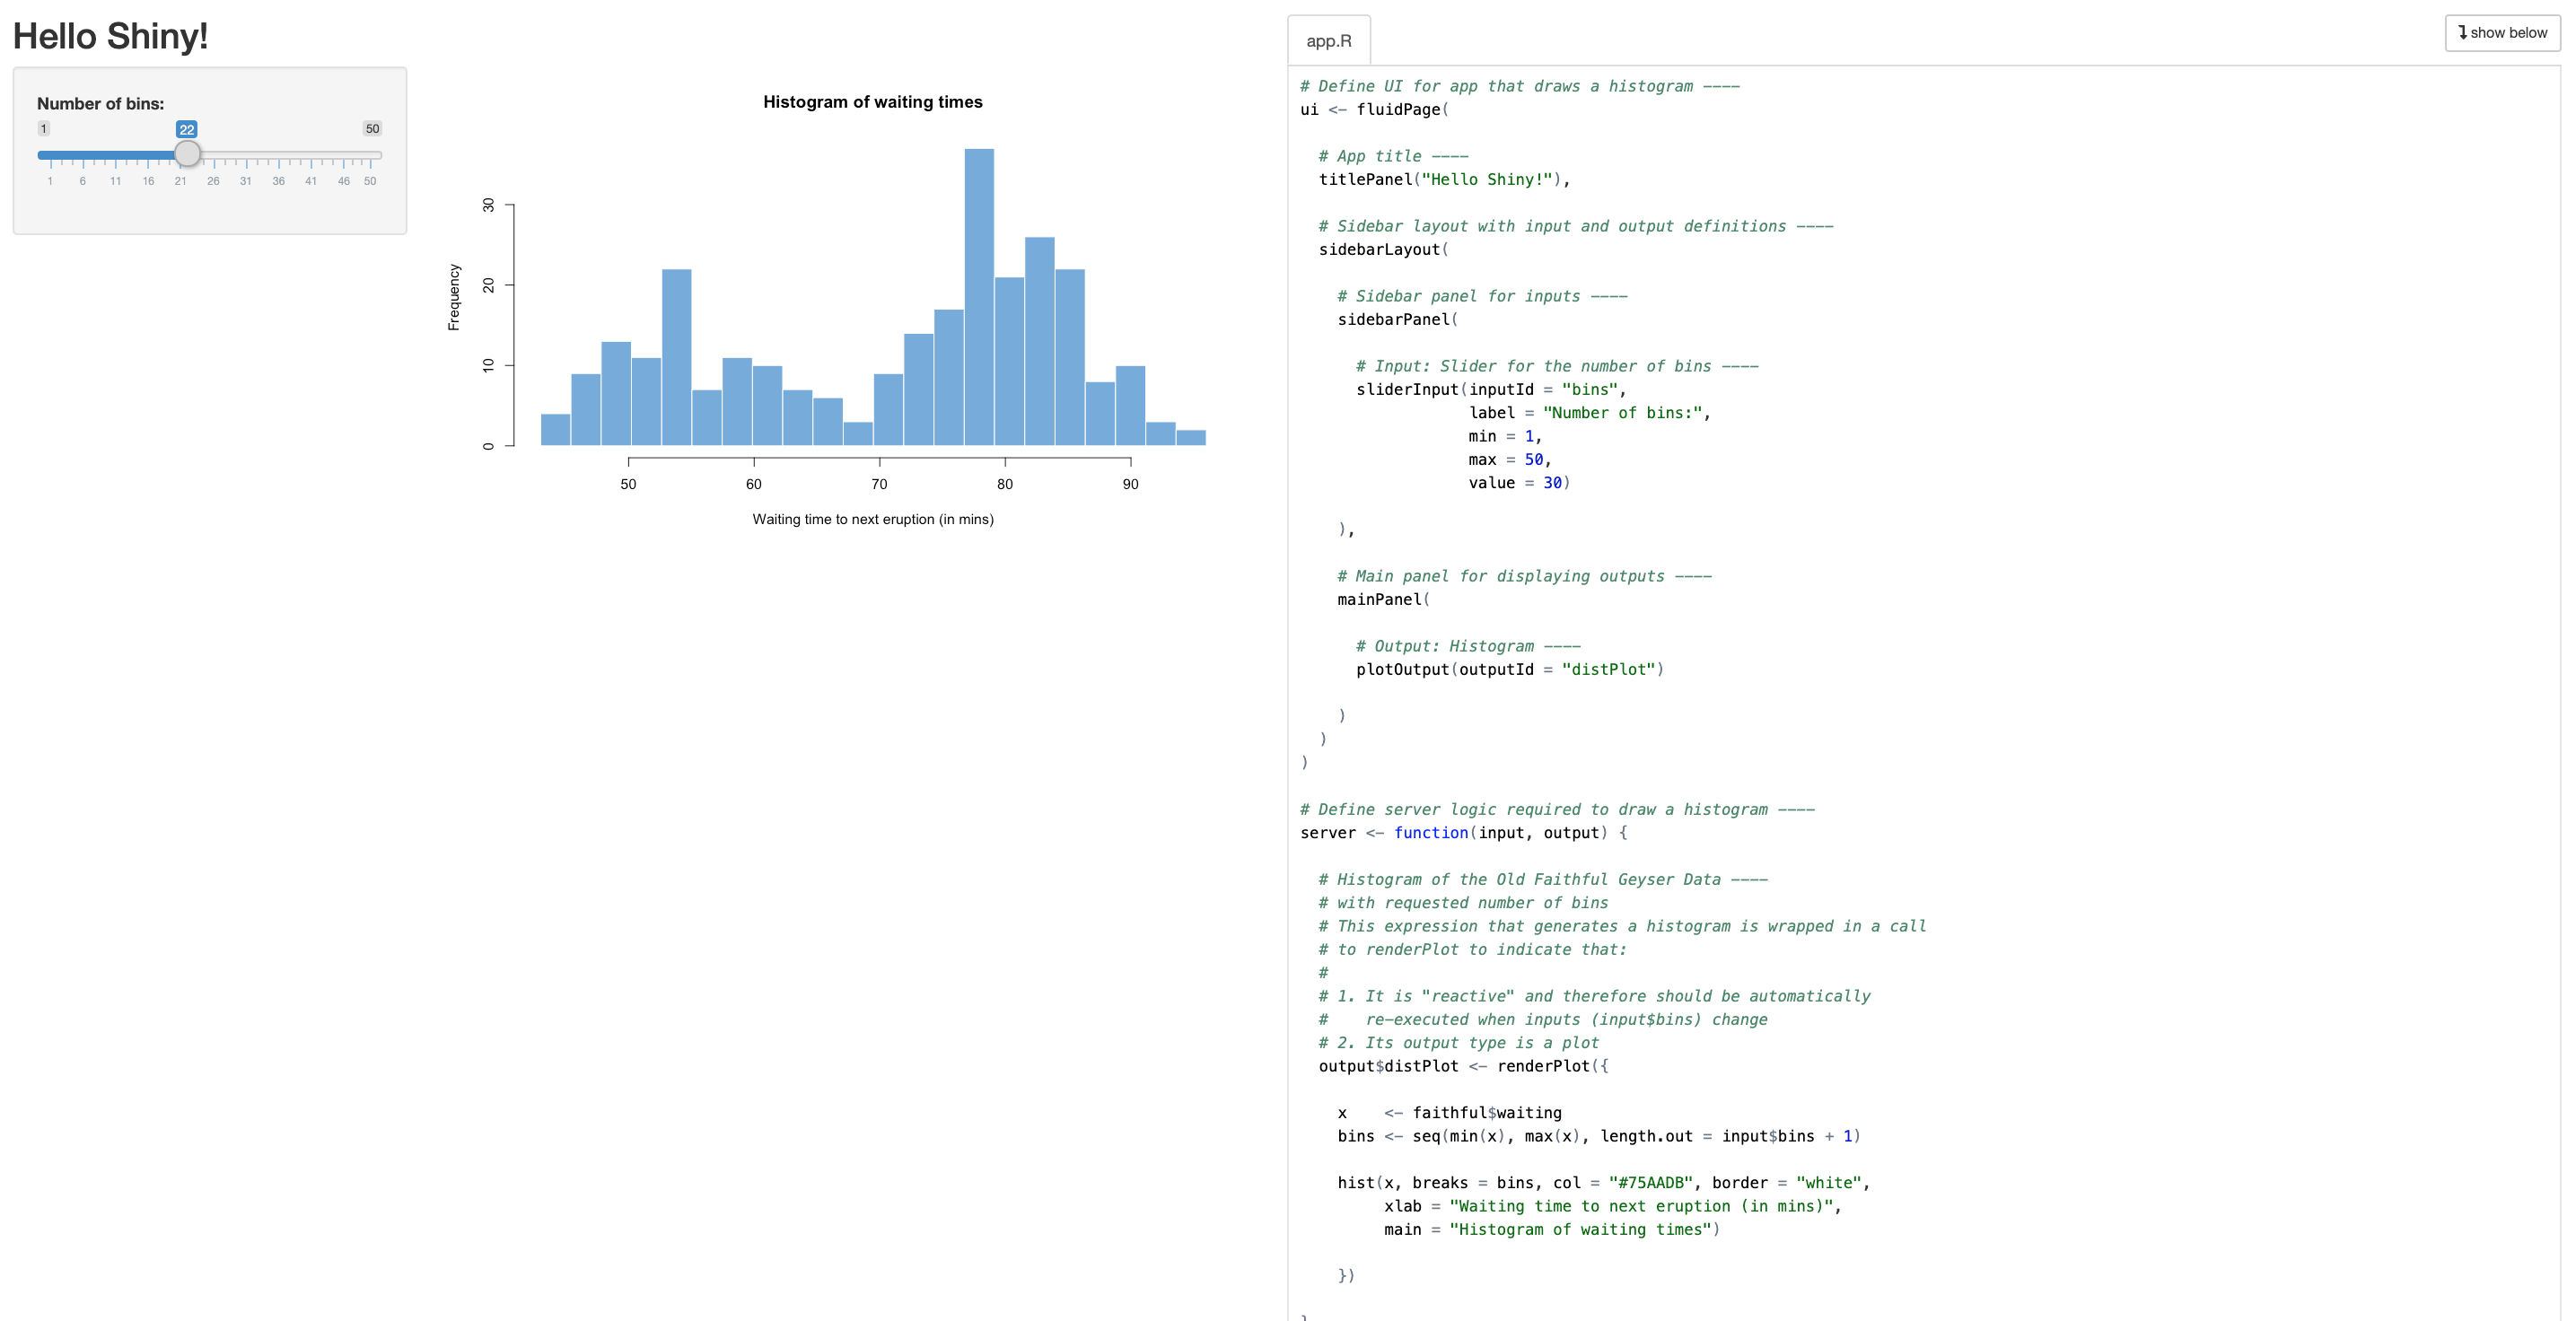 Hello Shiny!
Number of bins:
1 22 50
1 6 11 16 21 26 31 36 41 46 50
Histogram of waiting times
Frequency
0 10 20 30
50 60 70 80 90
Waiting time to next eruption (in mins)
app.R
show below
# Define UI for app that draws a histogram ----
ui <- fluidPage(
  # App title ----
  titlePanel("Hello Shiny!"),
  # Sidebar layout with input and output definitions ----
  sidebarLayout(
    # Sidebar panel for inputs ----
    sidebarPanel(
      # Input: Slider for the number of bins ----
      sliderInput(inputId = "bins",
                  label = "Number of bins:",
                  min = 1,
                  max = 50,
                  value = 30)
    ),
    # Main panel for displaying outputs ----
    mainPanel(
      # Output: Histogram ----
      plotOutput(outputId = "distPlot")
    )
  )
)
# Define server logic required to draw a histogram ----
server <- function(input, output) {
  # Histogram of the Old Faithful Geyser Data ----
  # with requested number of bins
  # This expression that generates a histogram is wrapped in a call
  # to renderPlot to indicate that:
  #
  # 1. It is "reactive" and therefore should be automatically
  #    re-executed when inputs (input$bins) change
  # 2. Its output type is a plot
  output$distPlot <- renderPlot({
    x    <- faithful$waiting
    bins <- seq(min(x), max(x), length.out = input$bins + 1)
    hist(x, breaks = bins, col = "#75AADB", border = "white",
         xlab = "Waiting time to next eruption (in mins)",
         main = "Histogram of waiting times")
    })
}